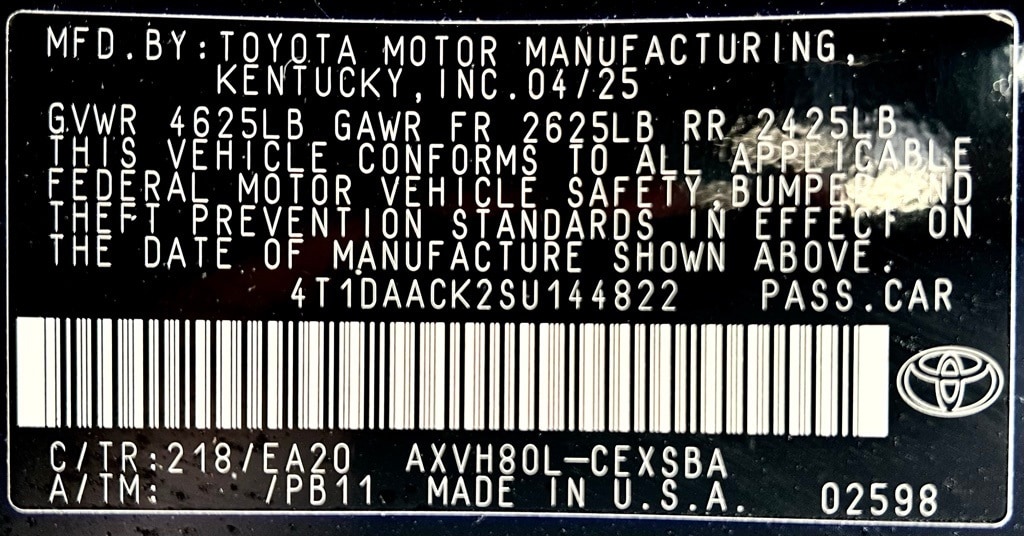 MFD.BY:TOYOTA MOTOR MANUFACTURING,
KENTUCKY,INC.04/25
GVWR 4625LB GAWR FR 2625LB RR 2425LB
THIS VEHICLE CONFORMS TO ALL APPLICABLE
FEDERAL MOTOR VEHICLE SAFETY,BUMPER AND
THEFT PREVENTION STANDARDS IN EFFECT ON
THE DATE OF MANUFACTURE SHOWN ABOVE.
4T1DAACK2SU144822 PASS.CAR
C/TR:218/EA20 AXVH80L-CEXSBA
A/TM: /PB11 MADE IN U.S.A. 02598